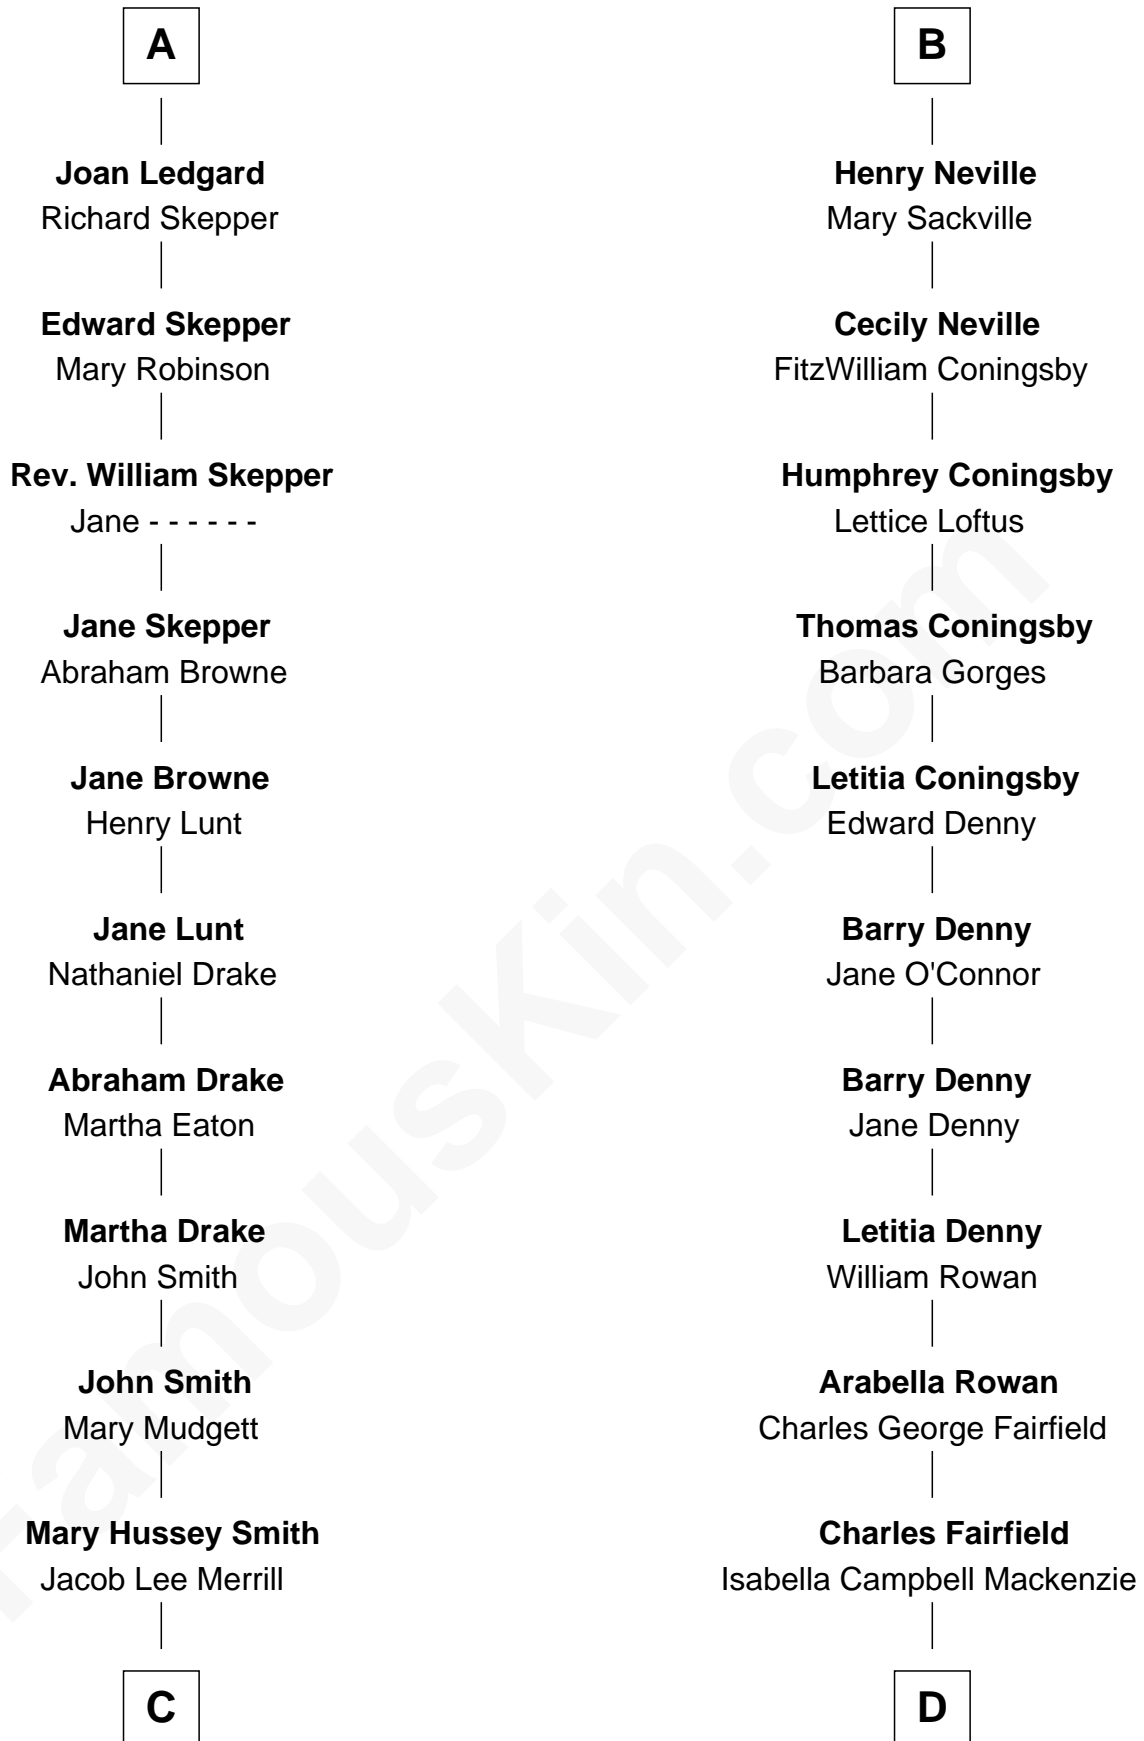 A
Joan Ledgard
Richard Skepper
Edward Skepper
Mary Robinson
Rev. William Skepper
Jane - - - - - -
Jane Skepper
Abraham Browne
Jane Browne
Henry Lunt
Jane Lunt
Nathaniel Drake
Abraham Drake
Martha Eaton
Martha Drake
John Smith
John Smith
Mary Mudgett
Mary Hussey Smith
Jacob Lee Merrill
C
B
Henry Neville
Mary Sackville
Cecily Neville
FitzWilliam Coningsby
Humphrey Coningsby
Lettice Loftus
Thomas Coningsby
Barbara Gorges
Letitia Coningsby
Edward Denny
Barry Denny
Jane O'Connor
Barry Denny
Jane Denny
Letitia Denny
William Rowan
Arabella Rowan
Charles George Fairfield
Charles Fairfield
Isabella Campbell Mackenzie
D
FamousKin.com